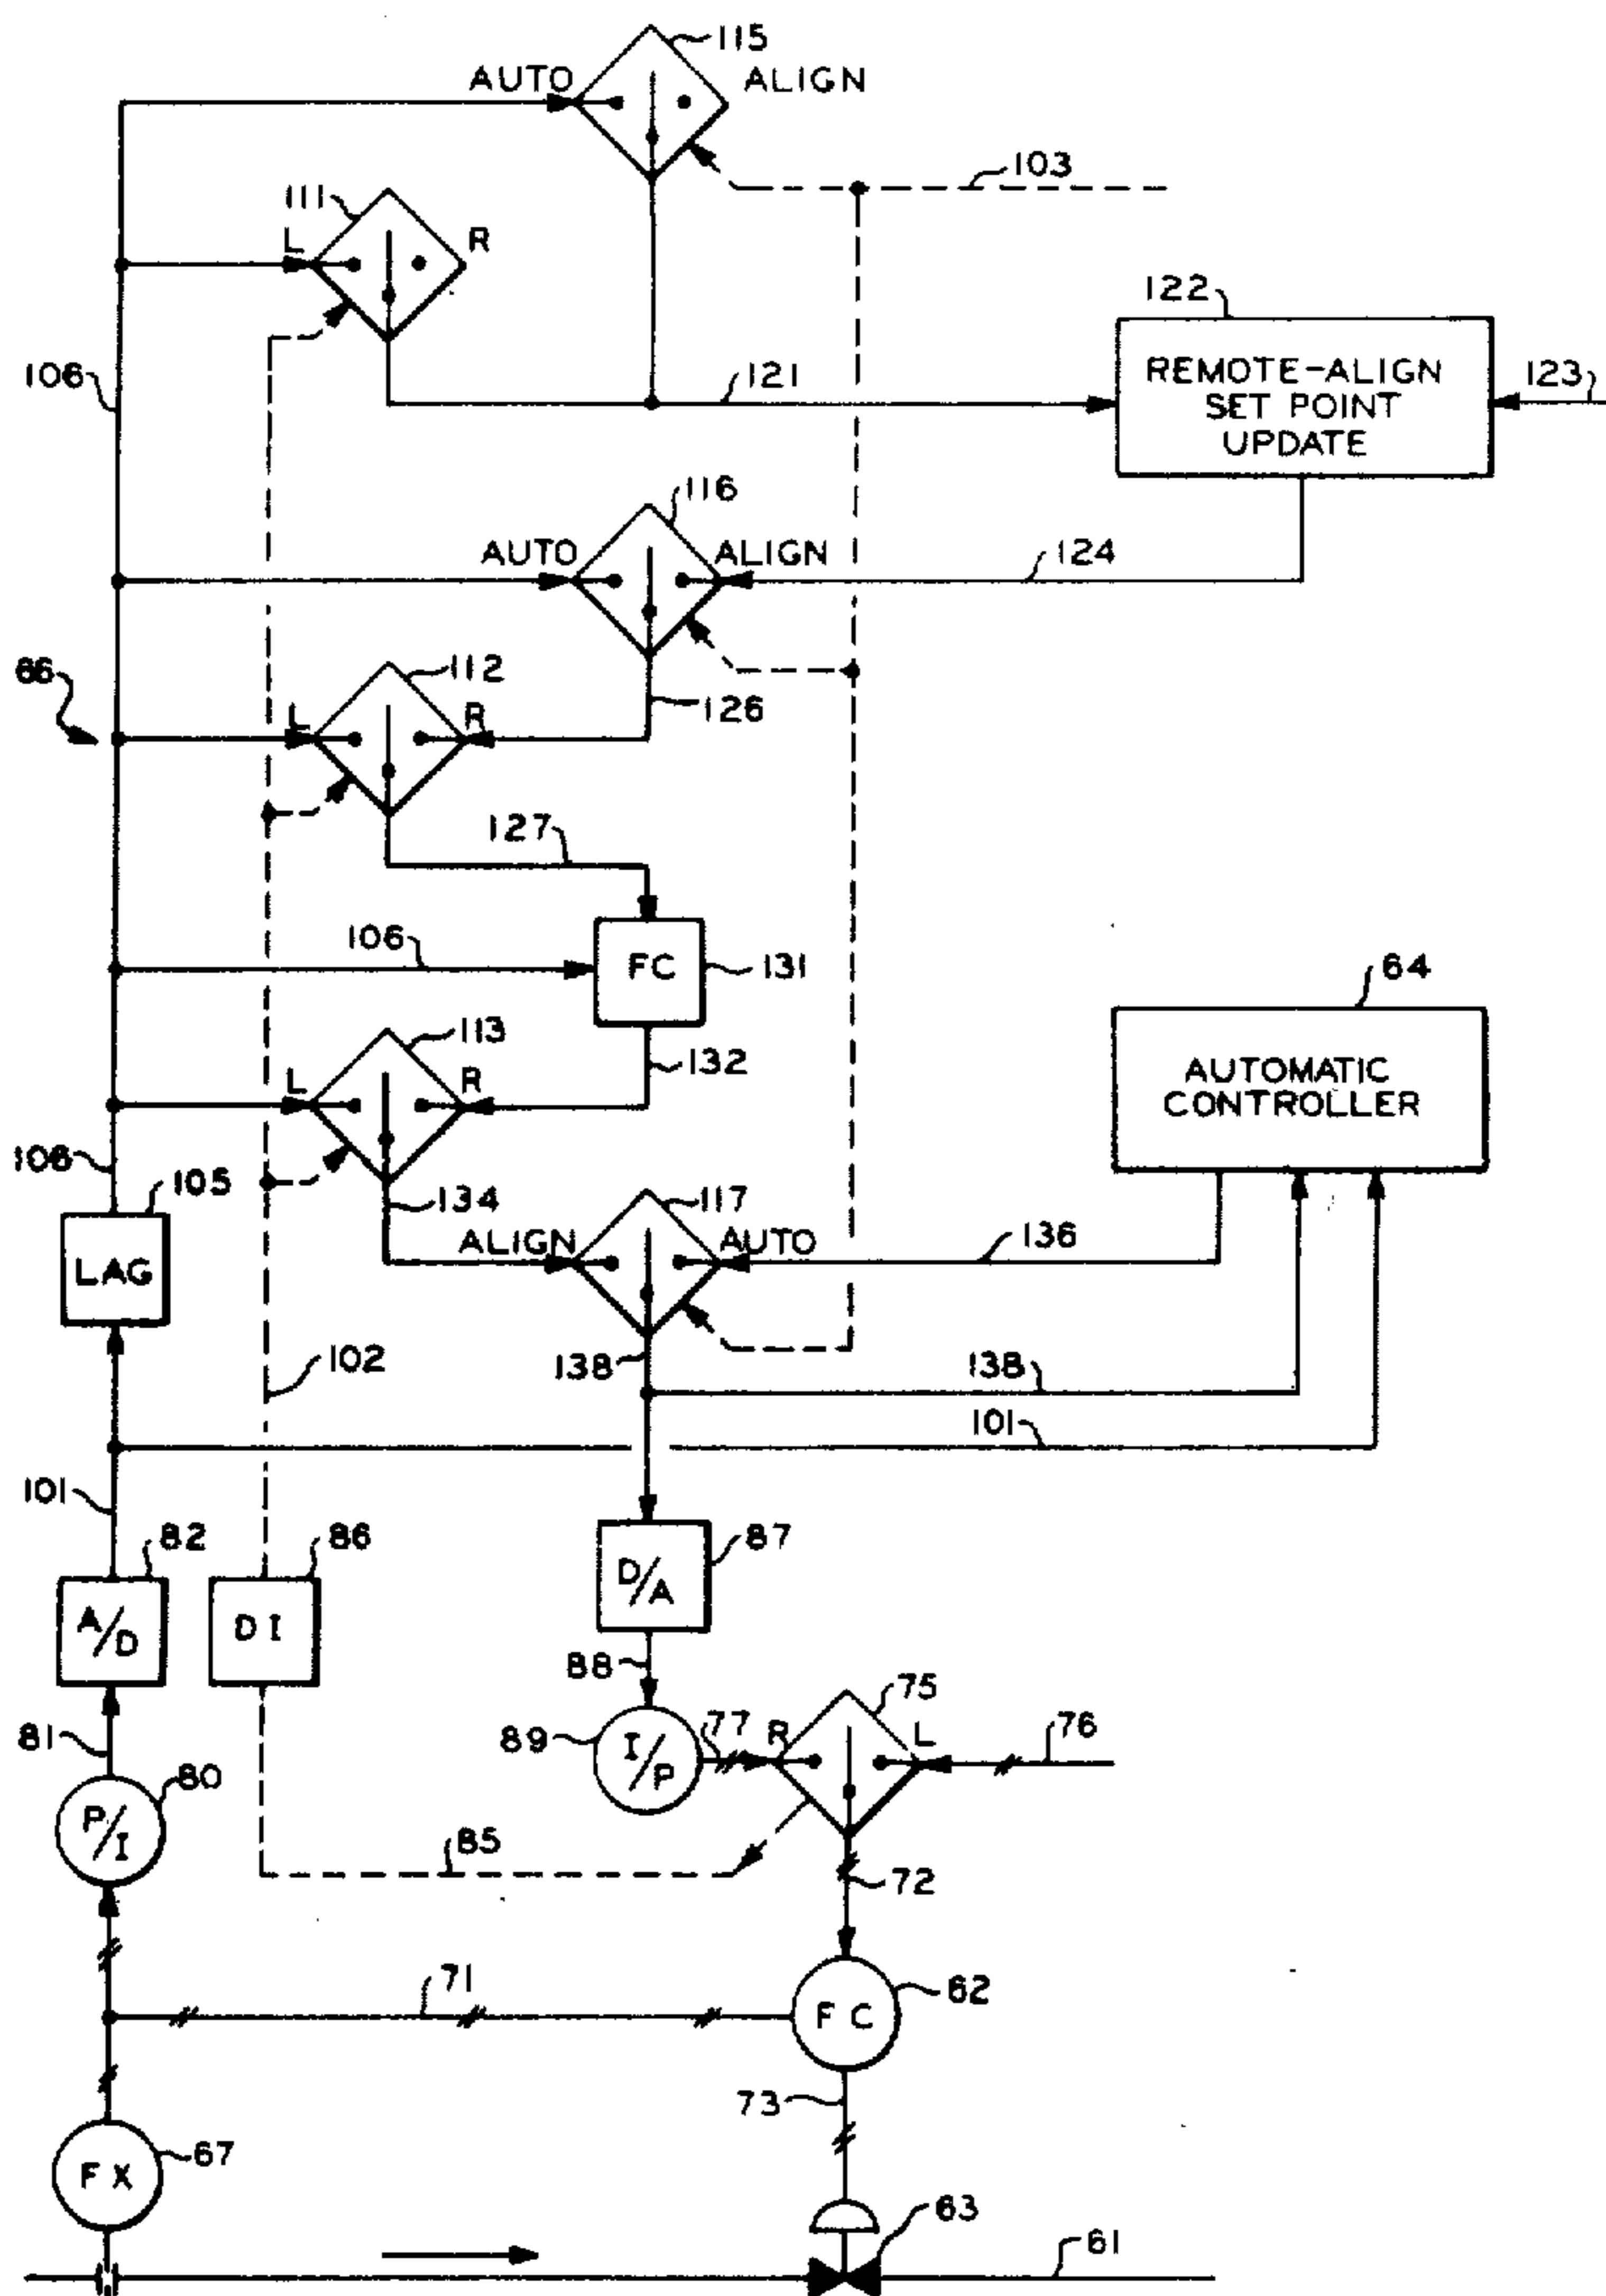 115
AUTO
ALIGN
103
111
L
R
122
106
121
REMOTE-ALIGN
SET POINT
UPDATE
123
116
AUTO
ALIGN
124
66
112
L
R
126
127
106
FC
131
64
113
L
R
132
AUTOMATIC
CONTROLLER
106
105
134
117
ALIGN
AUTO
136
LAG
102
138
138
101
101
82
86
87
A/D
DI
D/A
88
75
81
89
I/P
77
R
L
76
80
P/I
85
72
71
62
FC
73
67
FX
63
61